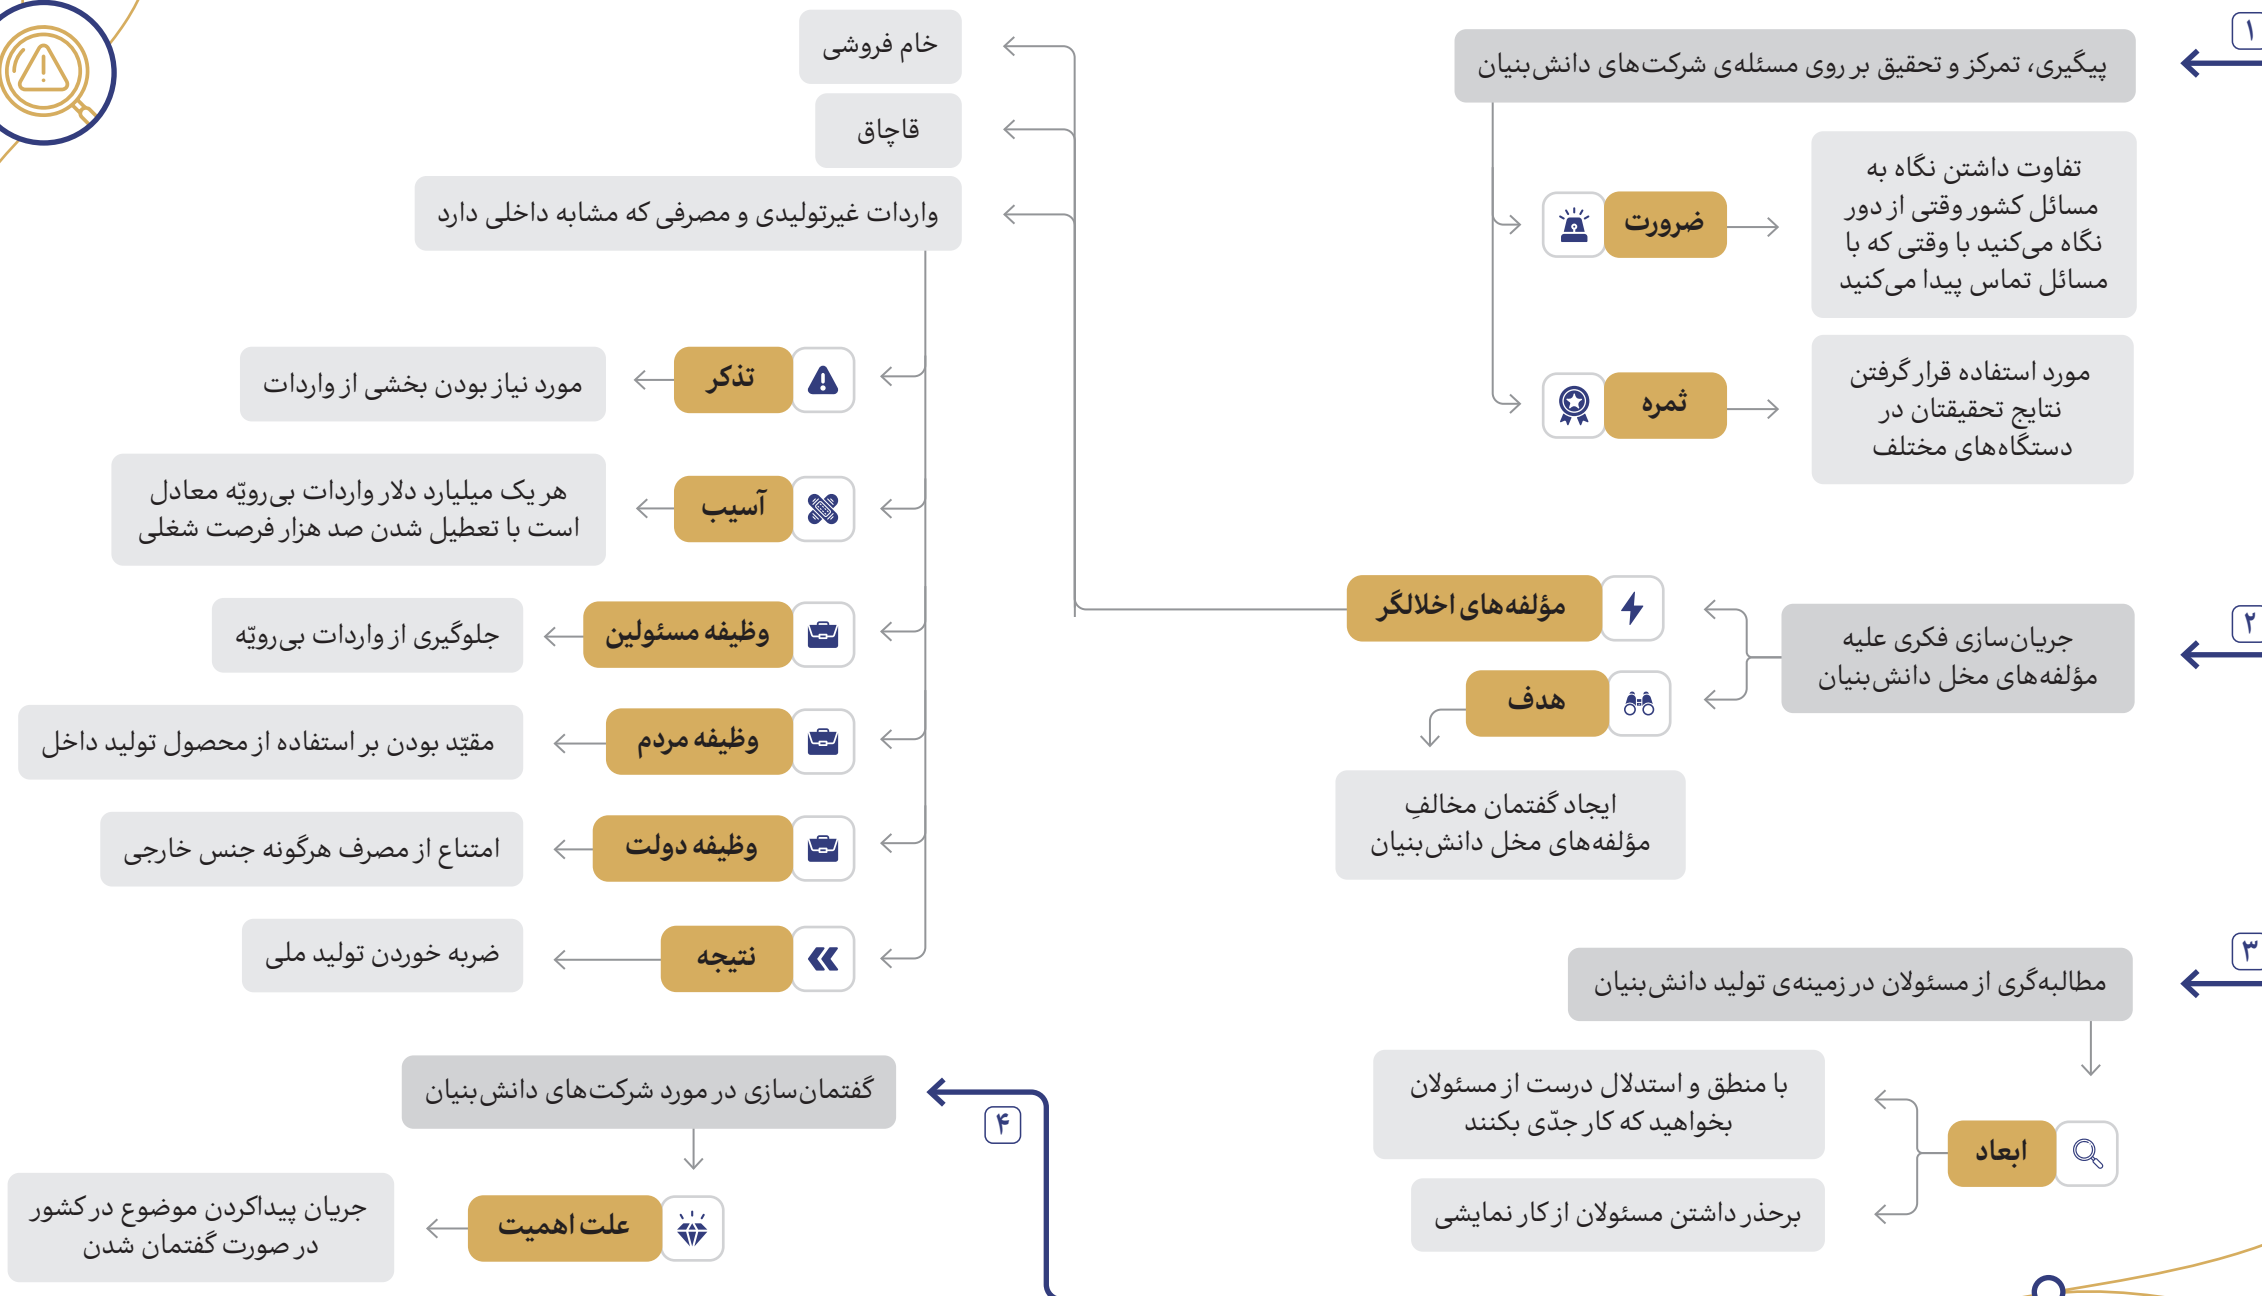 ۱
پیگیری، تمرکز و تحقیق بر روی مسئله‌ی شرکت‌های دانش‌بنیان
ضرورت
تفاوت داشتن نگاه به
مسائل کشور وقتی از دور
نگاه می‌کنید با وقتی که با
مسائل تماس پیدا می‌کنید
ثمره
مورد استفاده قرار گرفتن
نتایج تحقیقتان در
دستگاه‌های مختلف
۲
جریان‌سازی فکری علیه
مؤلفه‌های مخل دانش‌بنیان
مؤلفه‌های اخلالگر
خام فروشی
قاچاق
واردات غیرتولیدی و مصرفی که مشابه داخلی دارد
تذکر
مورد نیاز بودن بخشی از واردات
آسیب
هر یک میلیارد دلار واردات بی‌رویّه معادل
است با تعطیل شدن صد هزار فرصت شغلی
وظیفه مسئولین
جلوگیری از واردات بی‌رویّه
وظیفه مردم
مقیّد بودن بر استفاده از محصول تولید داخل
وظیفه دولت
امتناع از مصرف هرگونه جنس خارجی
نتیجه
ضربه خوردن تولید ملی
هدف
ایجاد گفتمان مخالفِ
مؤلفه‌های مخل دانش‌بنیان
۳
مطالبه‌گری از مسئولان در زمینه‌ی تولید دانش‌بنیان
ابعاد
با منطق و استدلال درست از مسئولان
بخواهید که کار جدّی بکنند
برحذر داشتن مسئولان از کار نمایشی
۴
گفتمان‌سازی در مورد شرکت‌های دانش‌بنیان
علت اهمیت
جریان پیداکردن موضوع در کشور
در صورت گفتمان شدن